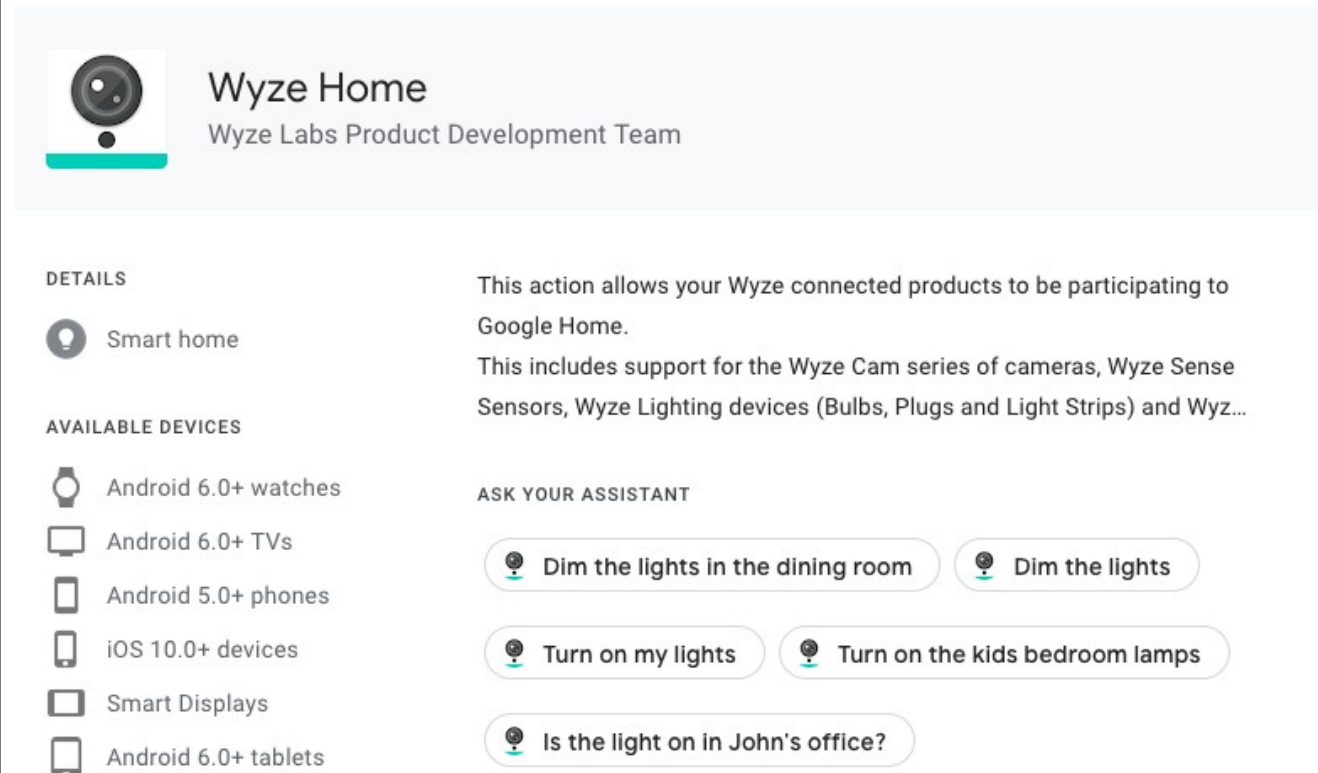 Wyze Home
Wyze Labs Product Development Team
DETAILS
Smart home
AVAILABLE DEVICES
Android 6.0+ watches
Android 6.0+ TVs
Android 5.0+ phones
iOS 10.0+ devices
Smart Displays
Android 6.0+ tablets
This action allows your Wyze connected products to be participating to
Google Home.
This includes support for the Wyze Cam series of cameras, Wyze Sense
Sensors, Wyze Lighting devices (Bulbs, Plugs and Light Strips) and Wyz...
ASK YOUR ASSISTANT
Dim the lights in the dining room
Dim the lights
Turn on my lights
Turn on the kids bedroom lamps
Is the light on in John's office?